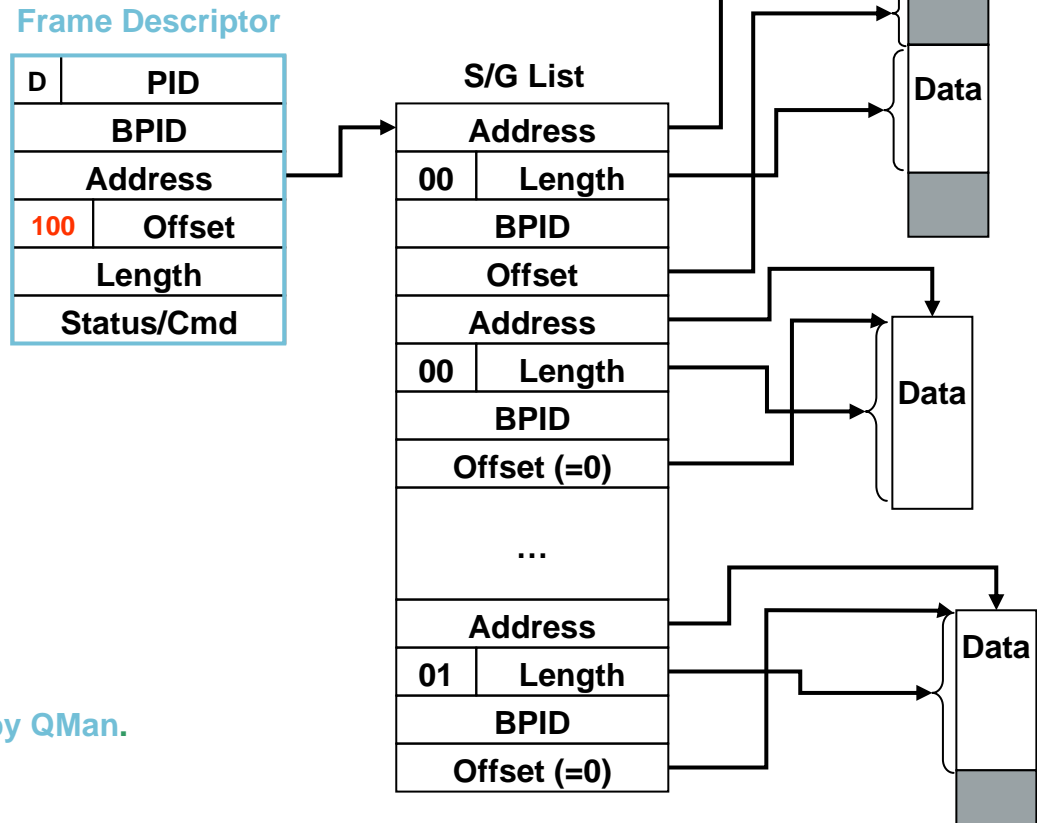 Frame Descriptor
D PID
BPID
Address
100 Offset
Length
Status/Cmd
S/G List
Address
00 Length
BPID
Offset
Address
00 Length
BPID
Offset (=0)
...
Address
01 Length
BPID
Offset (=0)
Data
Data
Data
by QMan.